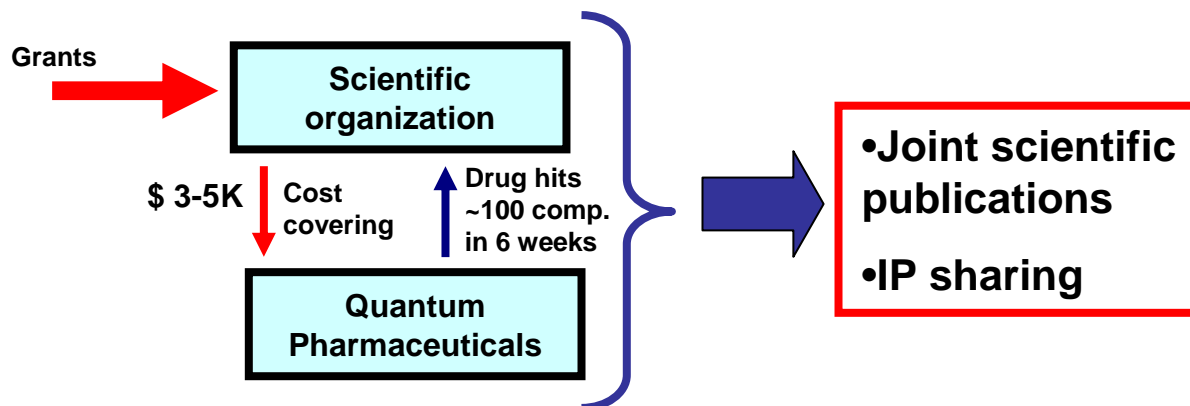 Grants
Scientific
organization
$ 3-5K
Cost
covering
Drug hits
~100 comp.
in 6 weeks
Quantum
Pharmaceuticals
•Joint scientific
publications
•IP sharing